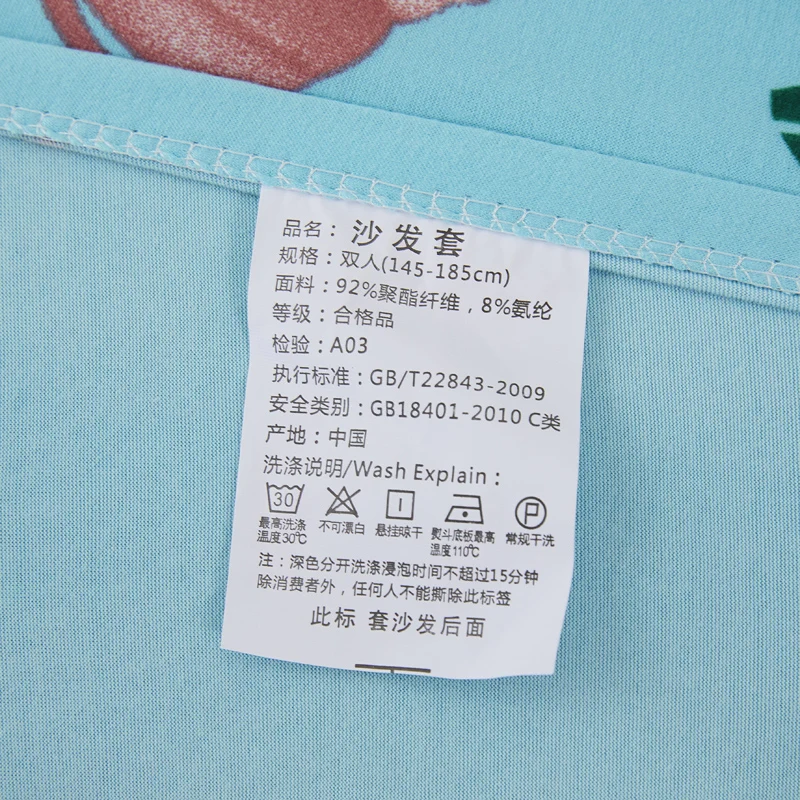 品名：沙发套
规格：双人(145-185cm)
面料：92%聚酯纤维，8%氨纶
等级：合格品
检验：A03
执行标准：GB/T22843-2009
安全类别：GB18401-2010 C类
产地：中国
洗涤说明/Wash Explain：
30
P
最高洗涤温度30℃
不可漂白
悬挂晾干
熨斗底板最高温度110℃
常规干洗
注：深色分开洗涤浸泡时间不超过15分钟
除消费者外，任何人不能撕除此标签
此标 套沙发后面